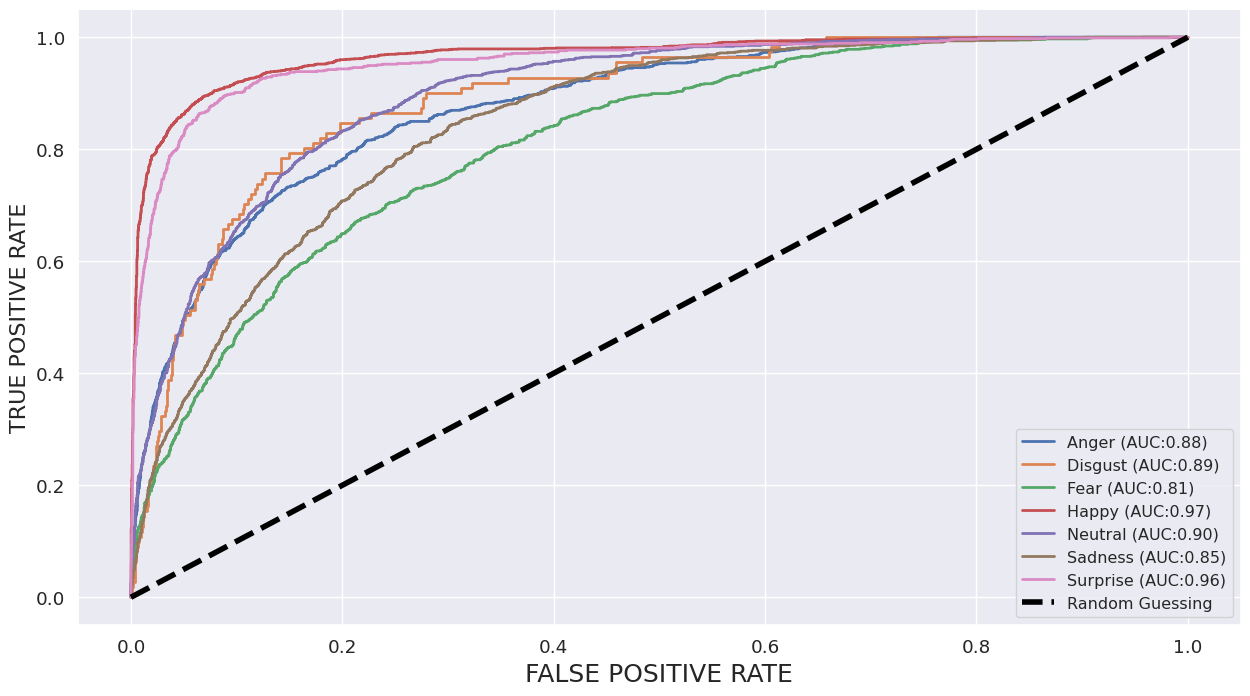 1.0
0.8
0.6
0.4
0.2
0.0
TRUE POSITIVE RATE
0.0 0.2 0.4 0.6 0.8 1.0
FALSE POSITIVE RATE
Anger (AUC:0.88)
Disgust (AUC:0.89)
Fear (AUC:0.81)
Happy (AUC:0.97)
Neutral (AUC:0.90)
Sadness (AUC:0.85)
Surprise (AUC:0.96)
Random Guessing